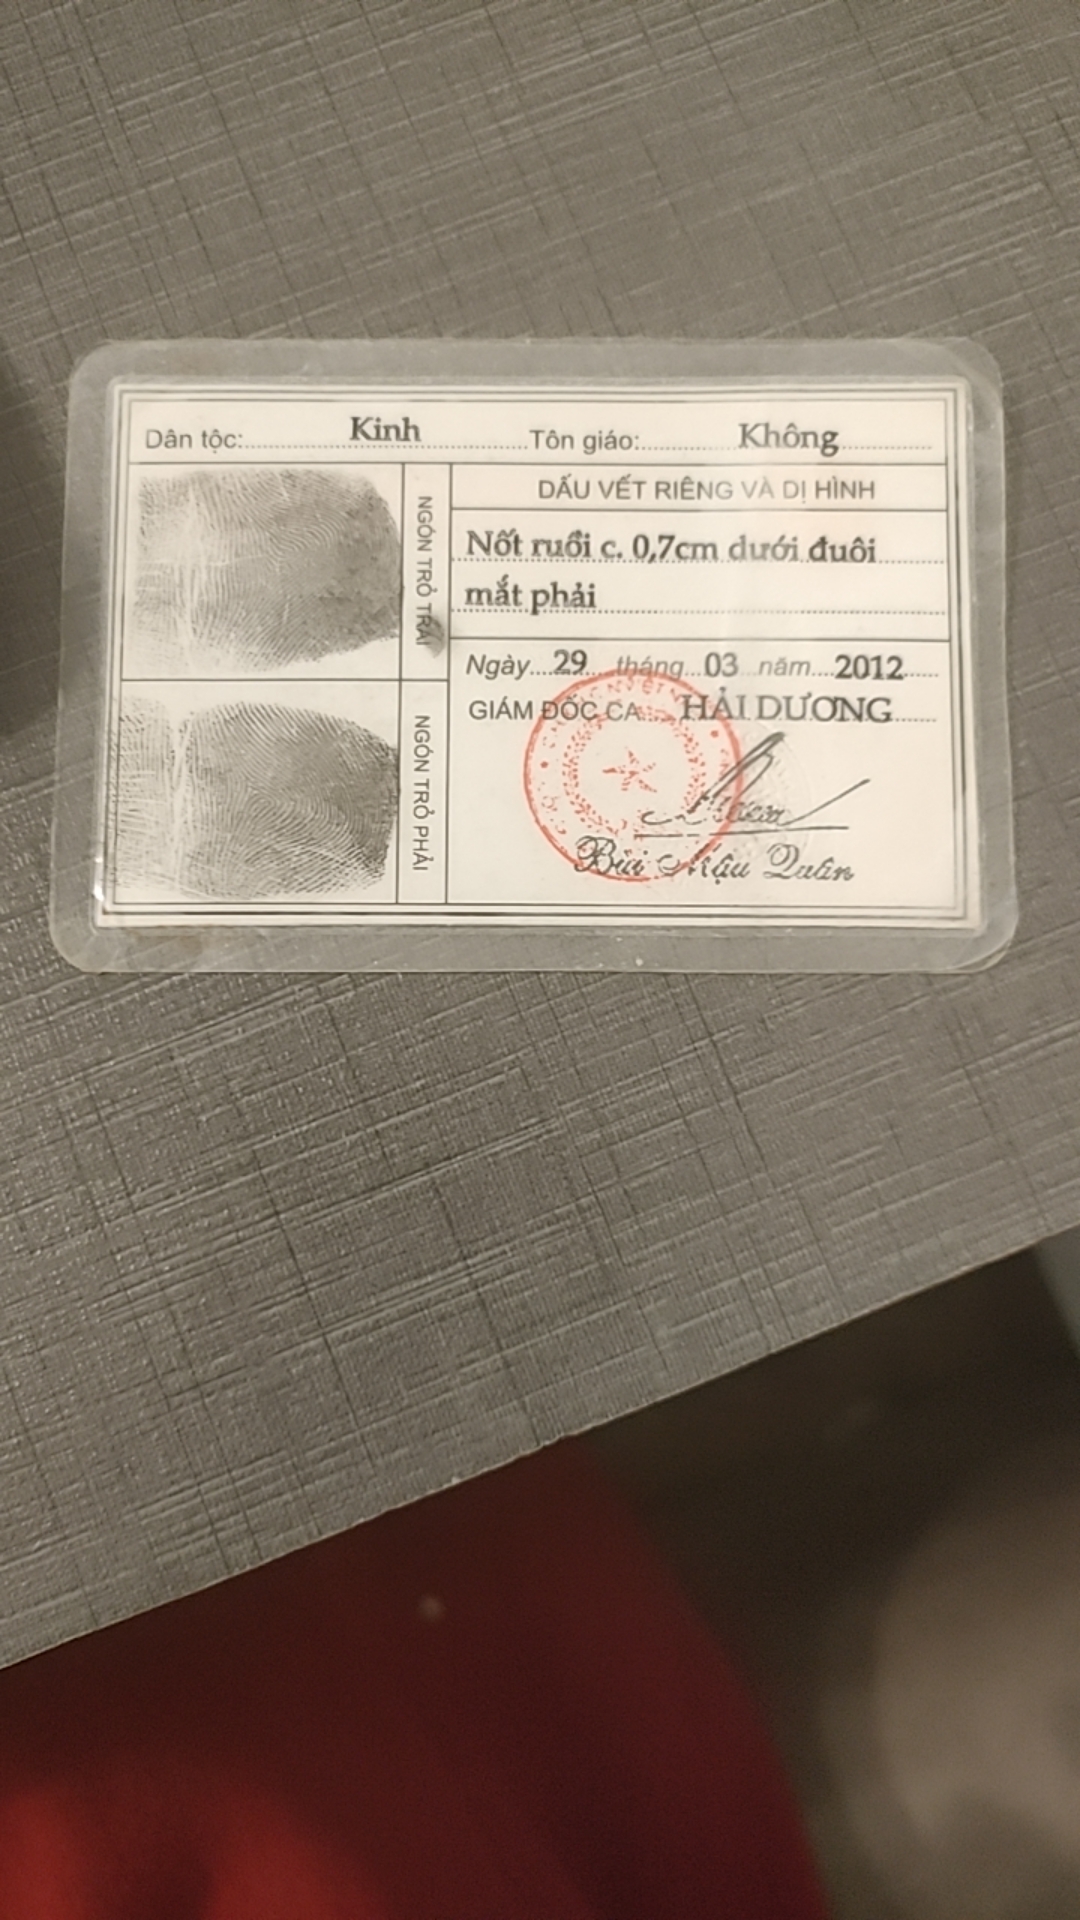 Dân tộc: Kinh Tôn giáo: Không
NGÓN TRỎ TRÁI
NGÓN TRỎ PHẢI
DẤU VẾT RIÊNG VÀ DỊ HÌNH
Nốt ruồi c. 0,7cm dưới đuôi
mắt phải
Ngày 29 tháng 03 năm 2012
GIÁM ĐỐC CA HẢI DƯƠNG
Bùi Mậu Quân